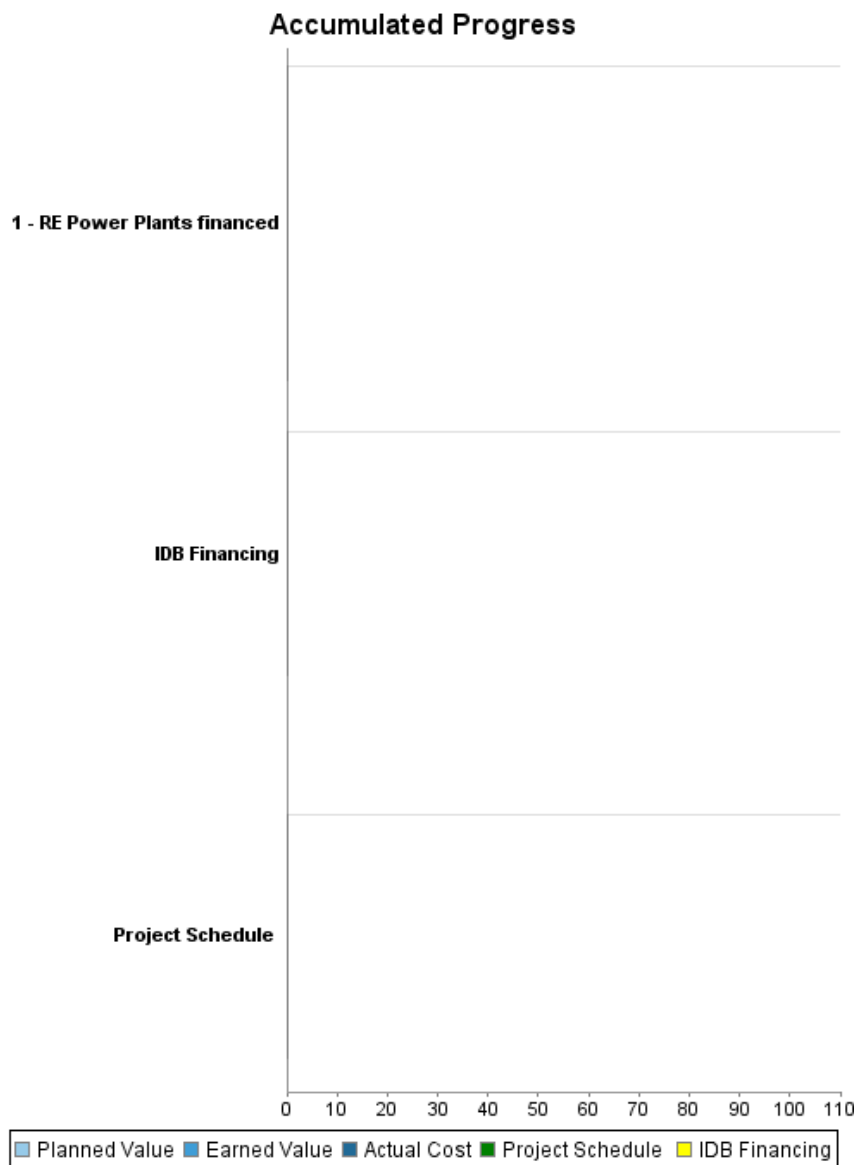 Accumulated Progress
1 - RE Power Plants financed
IDB Financing
Project Schedule
0 10 20 30 40 50 60 70 80 90 100 110
Planned Value Earned Value Actual Cost Project Schedule IDB Financing